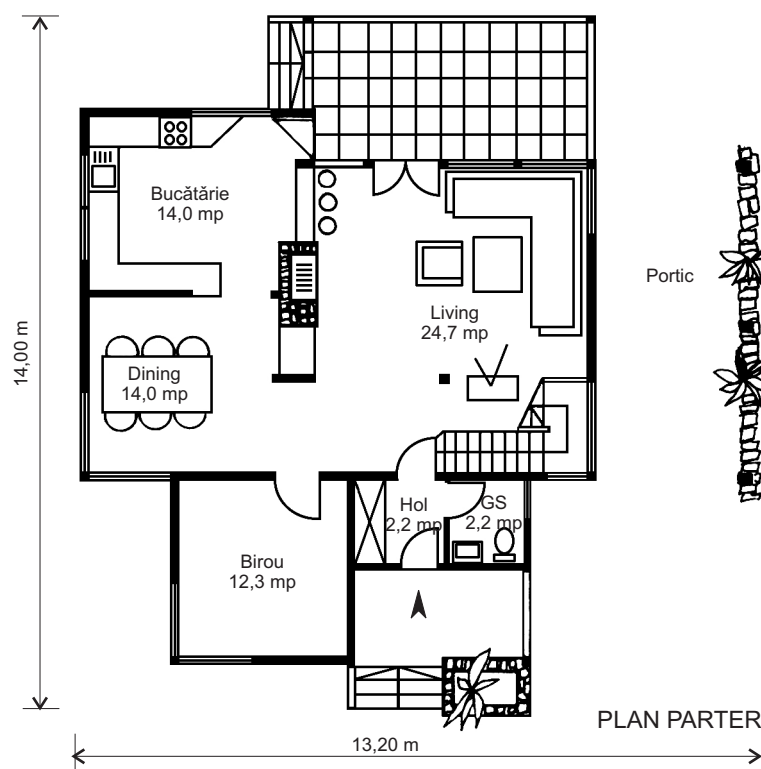 Bucătărie
14,0 mp
Portic
Living
24,7 mp
14,00 m
Dining
14,0 mp
Hol
2,2 mp
GS
2,2 mp
Birou
12,3 mp
PLAN PARTER
13,20 m